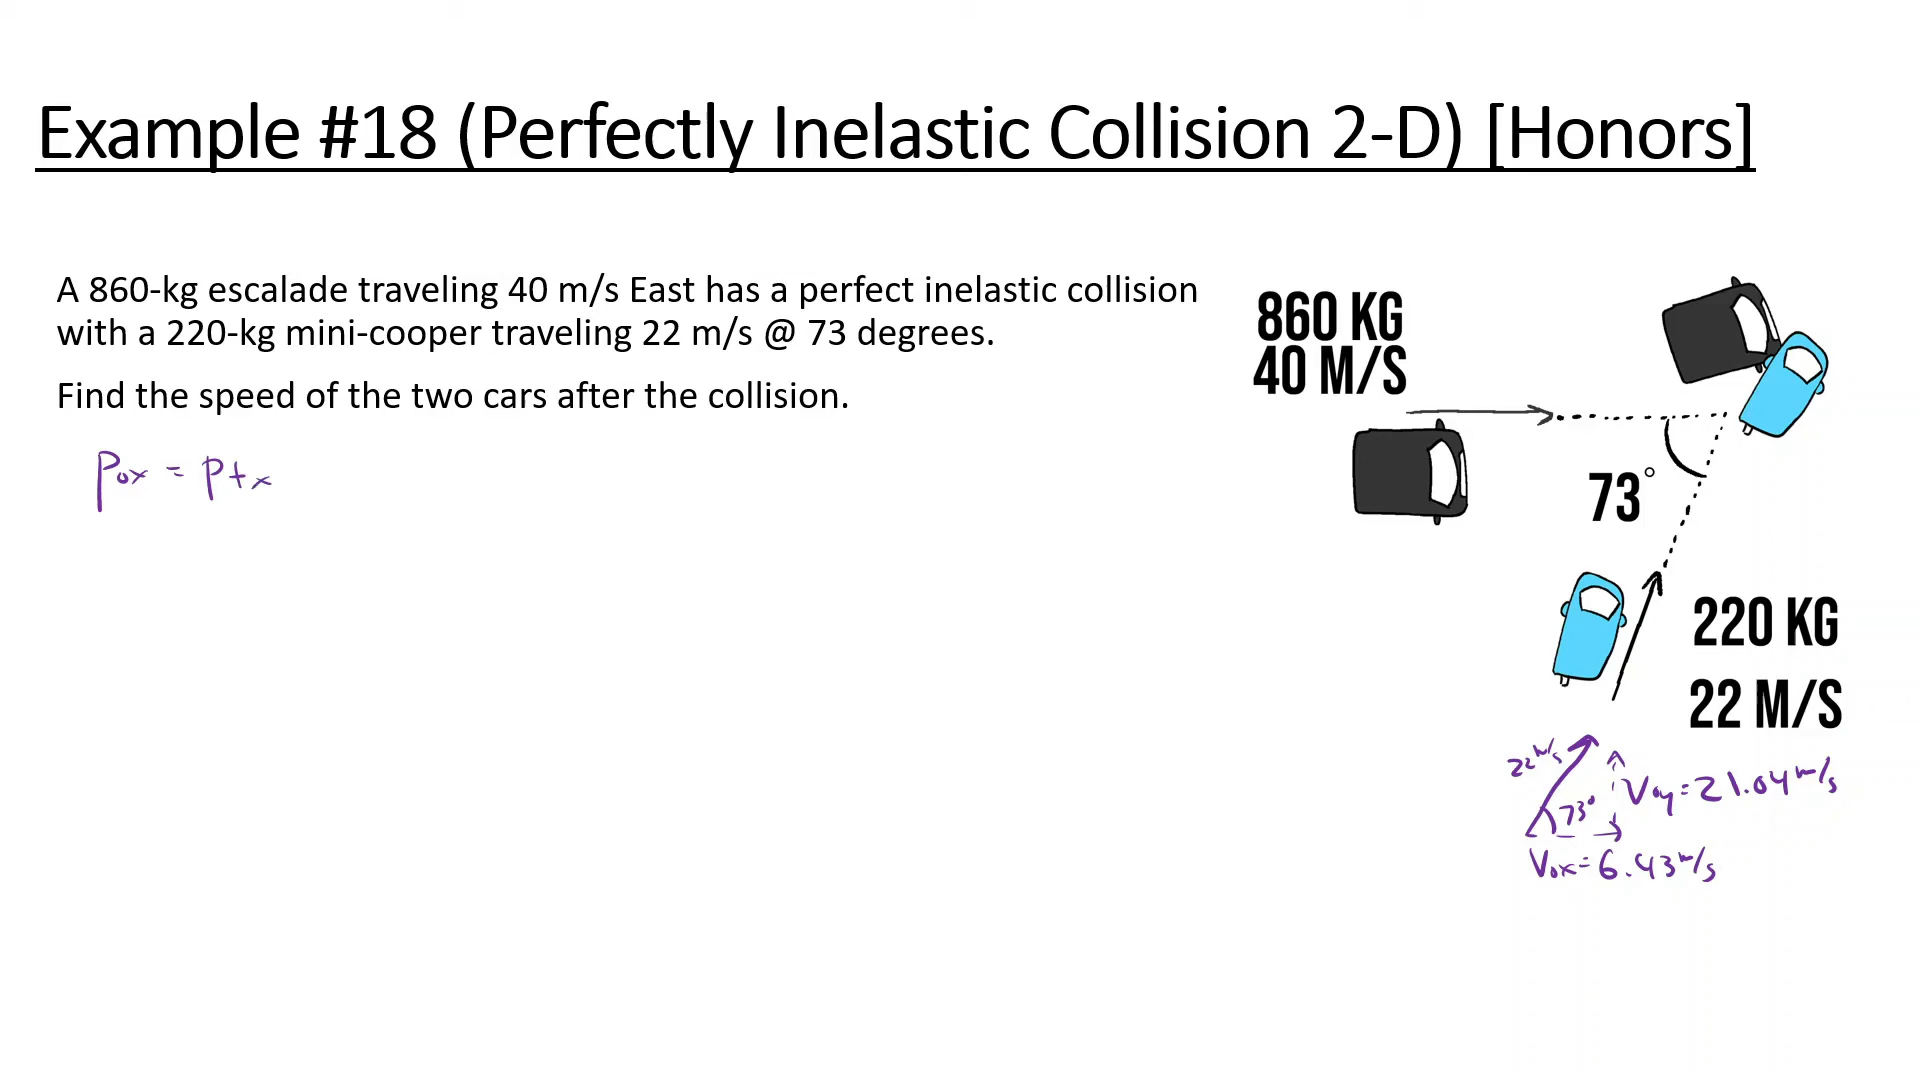 Example #18 (Perfectly Inelastic Collision 2-D) [Honors]
A 860-kg escalade traveling 40 m/s East has a perfect inelastic collision
with a 220-kg mini-cooper traveling 22 m/s @ 73 degrees.
Find the speed of the two cars after the collision.
Pox = Pfx
860 KG
40 M/S
73°
220 KG
22 M/S
22 m/s
73°
Voy = 21.04 m/s
Vox = 6.43 m/s